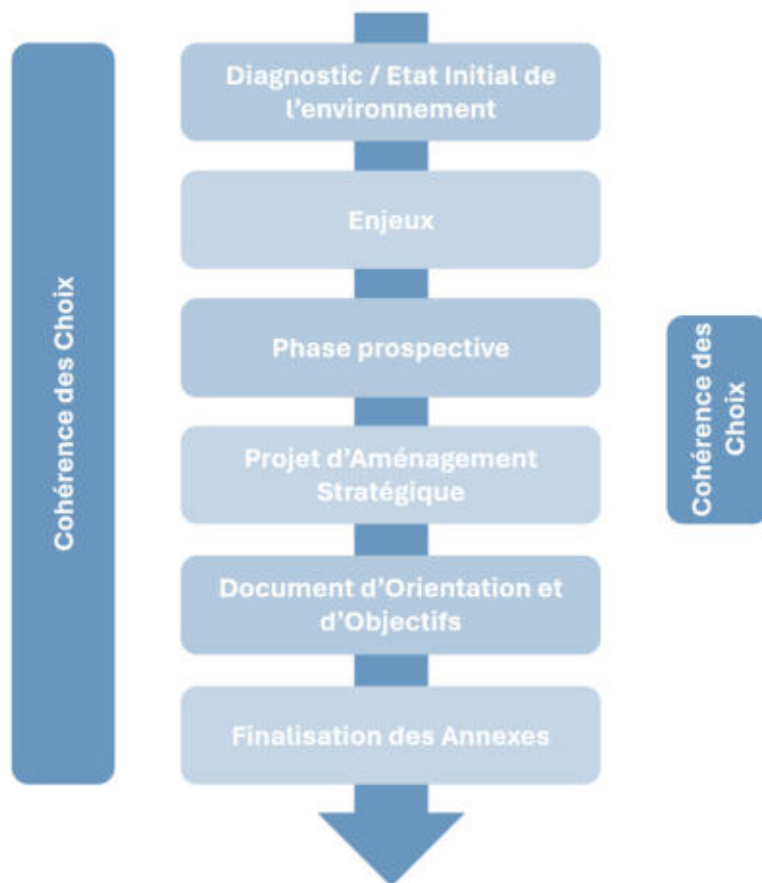 Diagnostic / Etat Initial de
l'environnement
Enjeux
Phase prospective
Projet d'Aménagement
Stratégique
Document d'Orientation et
d'Objectifs
Finalisation des Annexes
Cohérence des Choix
Cohérence des
Choix